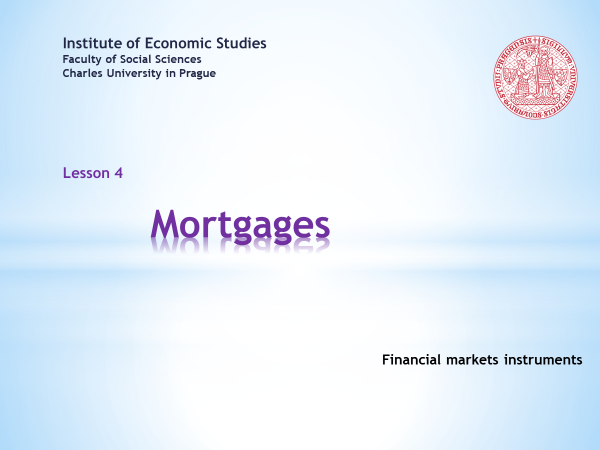 Institute of Economic Studies
Faculty of Social Sciences
Charles University in Prague
Lesson 4
Mortgages
Financial markets instruments